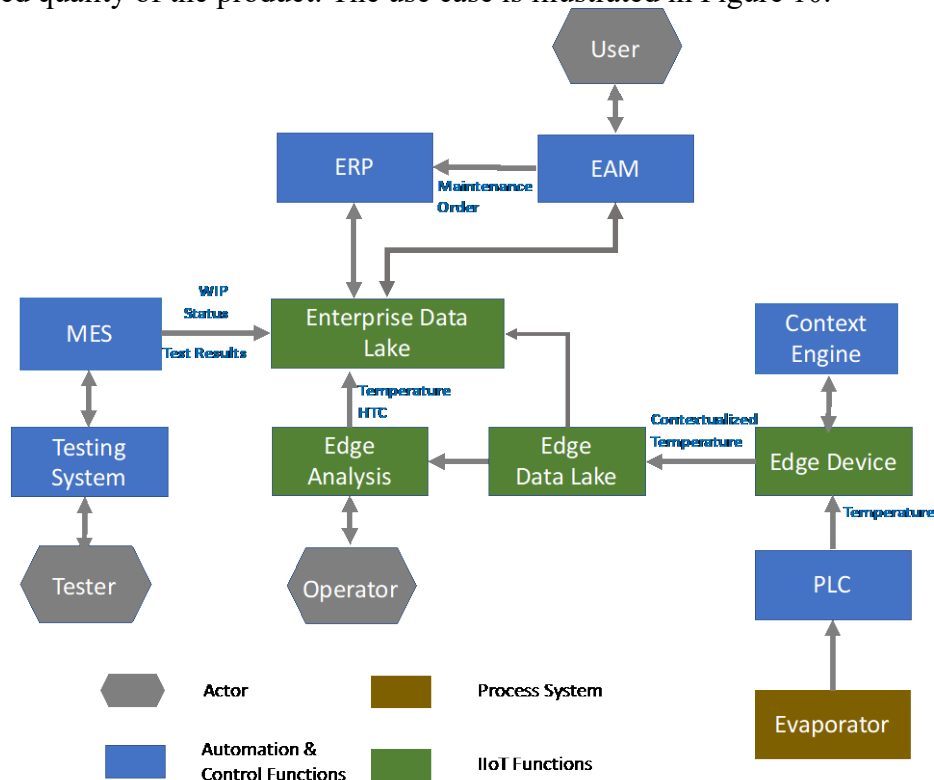 ed quality of the product. The use case is illustrated in Figure 10.
User
ERP
EAM
Maintenance
Order
WIP
Status
MES
Test Results
Enterprise Data
Lake
Context
Engine
Temperature
HTC
Contextualized
Temperature
Testing
System
Edge
Analysis
Edge
Data Lake
Edge Device
Temperature
Tester
Operator
PLC
Actor
Process System
Evaporator
Automation &
Control Functions
IIoT Functions